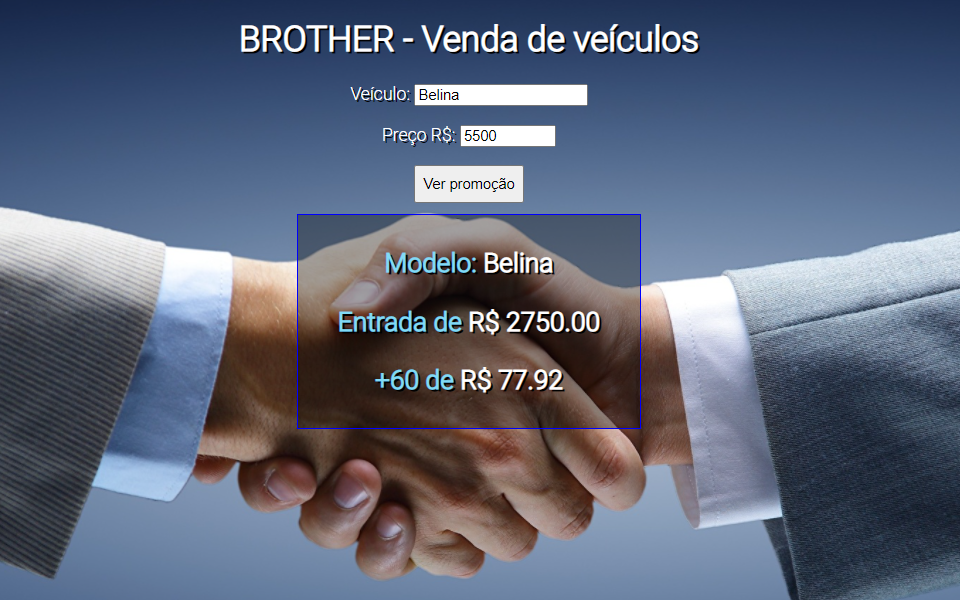 BROTHER - Venda de veículos
Veículo: Belina
Preço R$: 5500
Ver promoção
Modelo: Belina
Entrada de R$ 2750.00
+60 de R$ 77.92